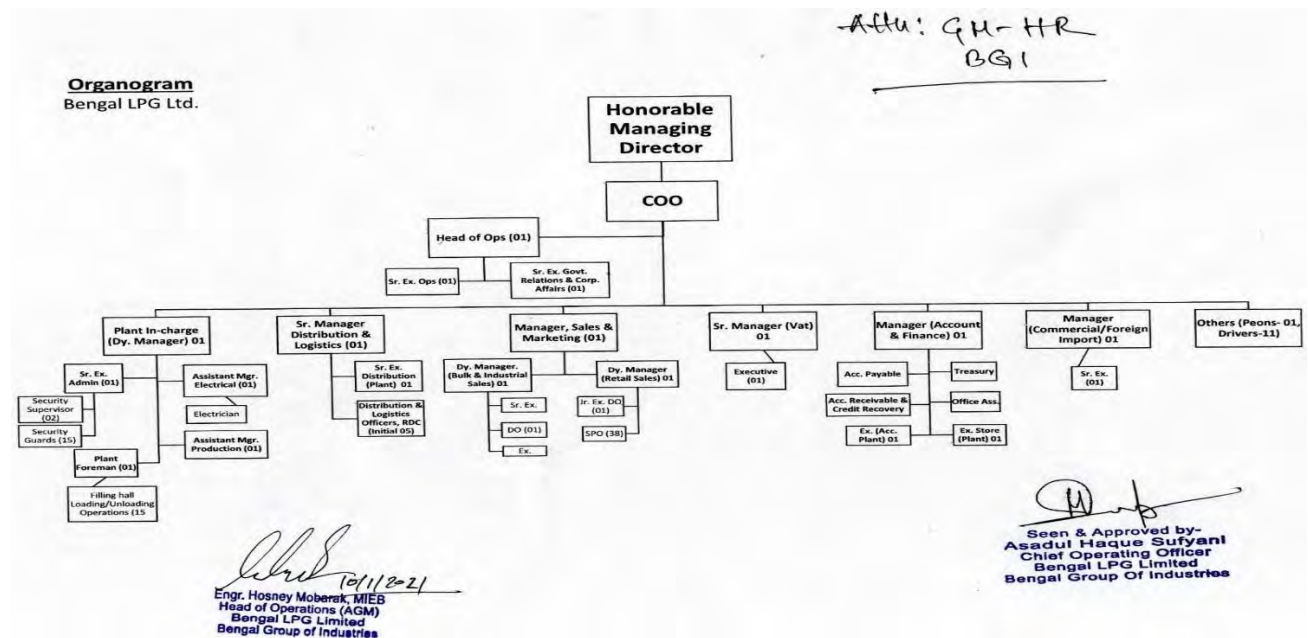 Attn: GM-HR
BGI
Organogram
Bengal LPG Ltd.
Honorable
Managing
Director
COO
Head of Ops (01)
Sr. Ex. Ops (01)
Sr. Ex. Govt.
Relations & Corp.
Affairs (01)
Plant In-charge
(Dy. Manager) 01
Sr. Ex.
Admin (01)
Security
Supervisor
(02)
Security
Guards (15)
Assistant Mgr.
Electrical (01)
Electrician
Assistant Mgr.
Production (01)
Plant
Foreman (01)
Filling hall
Loading/Unloading
Operations (15
Sr. Manager
Distribution &
Logistics (01)
Sr. Ex.
Distribution
(Plant) 01
Distribution &
Logistics
Officers, RDC
(Initial 05)
Manager, Sales &
Marketing (01)
Dy. Manager.
(Bulk & Industrial
Sales) 01
Sr. Ex.
DO (01)
Ex.
Dy. Manager
(Retail Sales) 01
Jr. Ex. DO
(01)
SPO (38)
Sr. Manager (Vat)
01
Executive
(01)
Manager (Account
& Finance) 01
Acc. Payable
Treasury
Acc. Receivable &
Credit Recovery
Office Ass.
Ex. (Acc.
Plant) 01
Ex. Store
(Plant) 01
Manager
(Commercial/Foreign
Import) 01
Sr. Ex.
(01)
Others (Peons- 01,
Drivers-11)
10/1/2021
Engr. Hosney Mobarak, MIEB
Head of Operations (AGM)
Bengal LPG Limited
Bengal Group of Industries
Seen & Approved by-
Asadul Haque Sufyani
Chief Operating Officer
Bengal LPG Limited
Bengal Group Of Industries